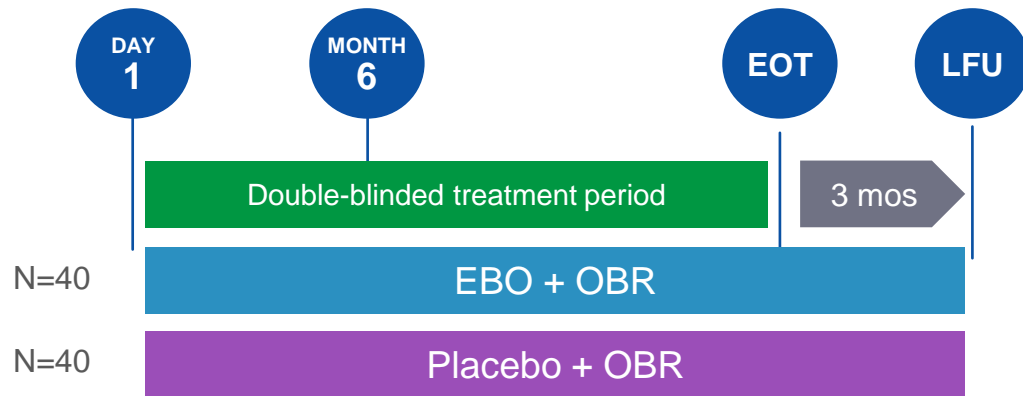 DAY
1
MONTH
6
EOT
LFU
Double-blinded treatment period
3 mos
N=40
EBO + OBR
N=40
Placebo + OBR